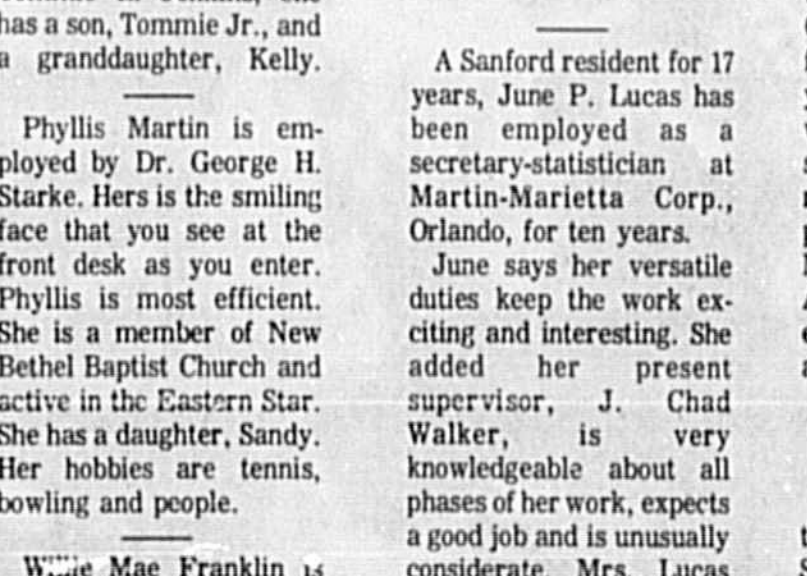 has a son, Tommie Jr., and
a granddaughter, Kelly.
Phyllis Martin is em-
ployed by Dr. George H.
Starke. Hers is the smiling
face that you see at the
front desk as you enter.
Phyllis is most efficient.
She is a member of New
Bethel Baptist Church and
active in the Eastern Star.
She has a daughter, Sandy.
Her hobbies are tennis,
bowling and people.
Mae Franklin is
A Sanford resident for 17
years, June P. Lucas has
been employed as a
secretary-statistician at
Martin-Marietta Corp.,
Orlando, for ten years.
June says her versatile
duties keep the work ex-
citing and interesting. She
added her present
supervisor, J. Chad
Walker, is very
knowledgeable about all
phases of her work, expects
a good job and is unusually
considerate. Mrs. Lucas